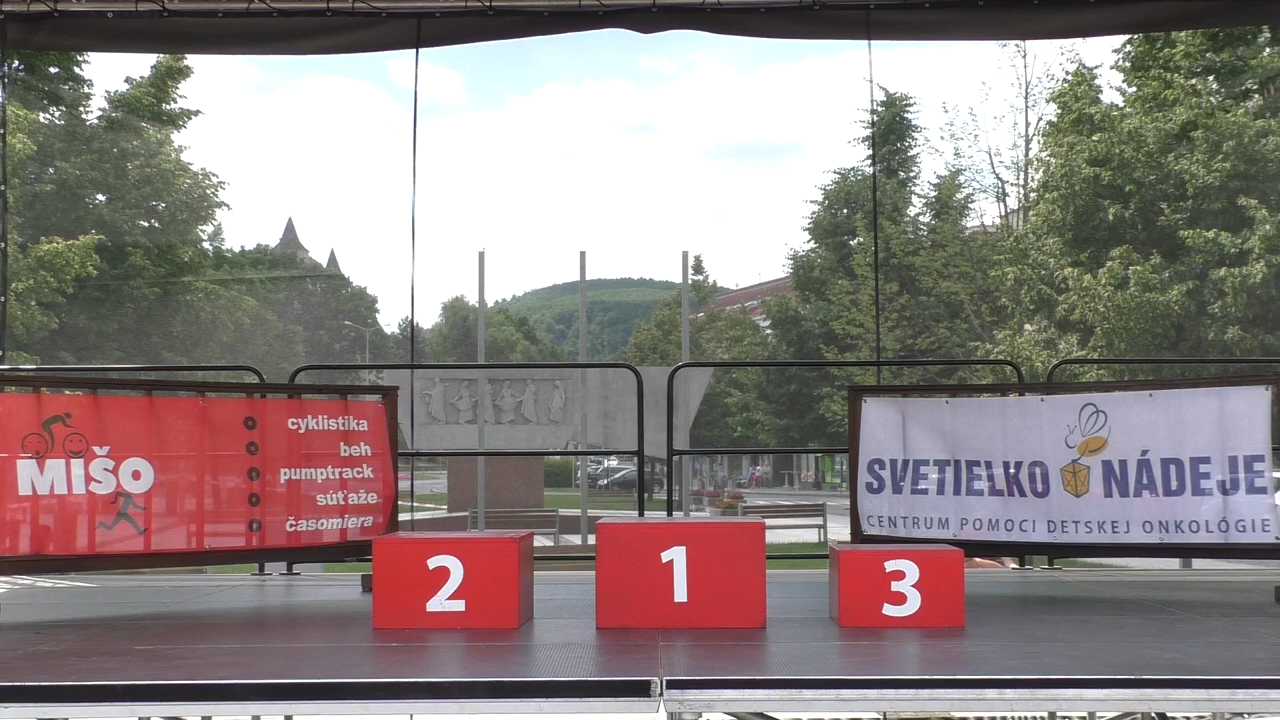 MIŠO
cyklistika
beh
pumptrack
súťaže
časomiera
SVETIELKO NÁDEJE
CENTRUM POMOCI DETSKEJ ONKOLÓGIE
2
1
3